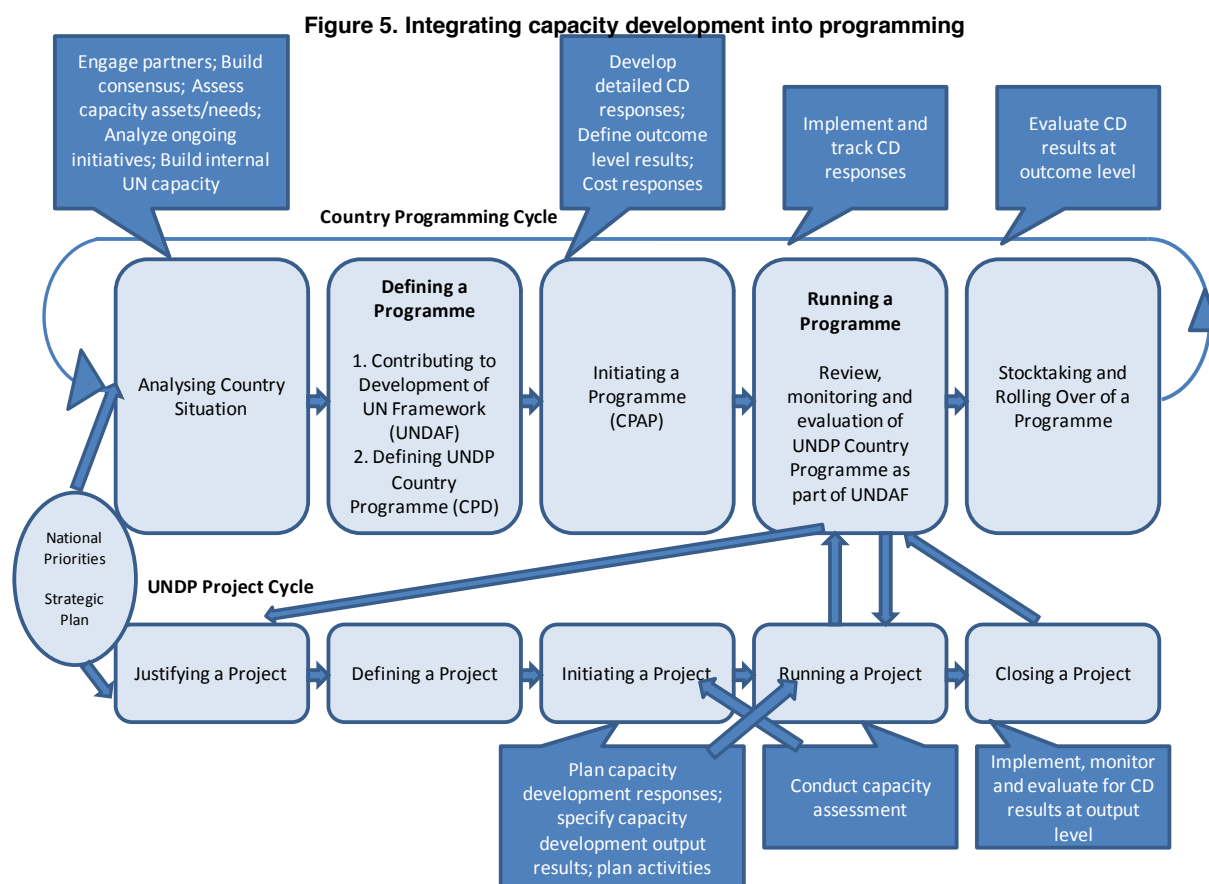 Figure 5. Integrating capacity development into programming
Engage partners; Build
consensus; Assess
capacity assets/needs;
Analyze ongoing
initiatives; Build internal
UN capacity
Develop
detailed CD
responses;
Define outcome
level results;
Cost responses
Implement and
track CD
responses
Evaluate CD
results at
outcome level
Country Programming Cycle
Analysing Country
Situation
Defining a
Programme
1. Contributing to
Development of
UN Framework
(UNDAF)
2. Defining UNDP
Country
Programme (CPD)
Initiating a
Programme
(CPAP)
Running a
Programme
Review,
monitoring and
evaluation of
UNDP Country
Programme as
part of UNDAF
Stocktaking and
Rolling Over of a
Programme
National
Priorities
Strategic
Plan
UNDP Project Cycle
Justifying a Project
Defining a Project
Initiating a Project
Running a Project
Closing a Project
Plan capacity
development responses;
specify capacity
development output
results; plan activities
Conduct capacity
assessment
Implement, monitor
and evaluate for CD
results at output
level